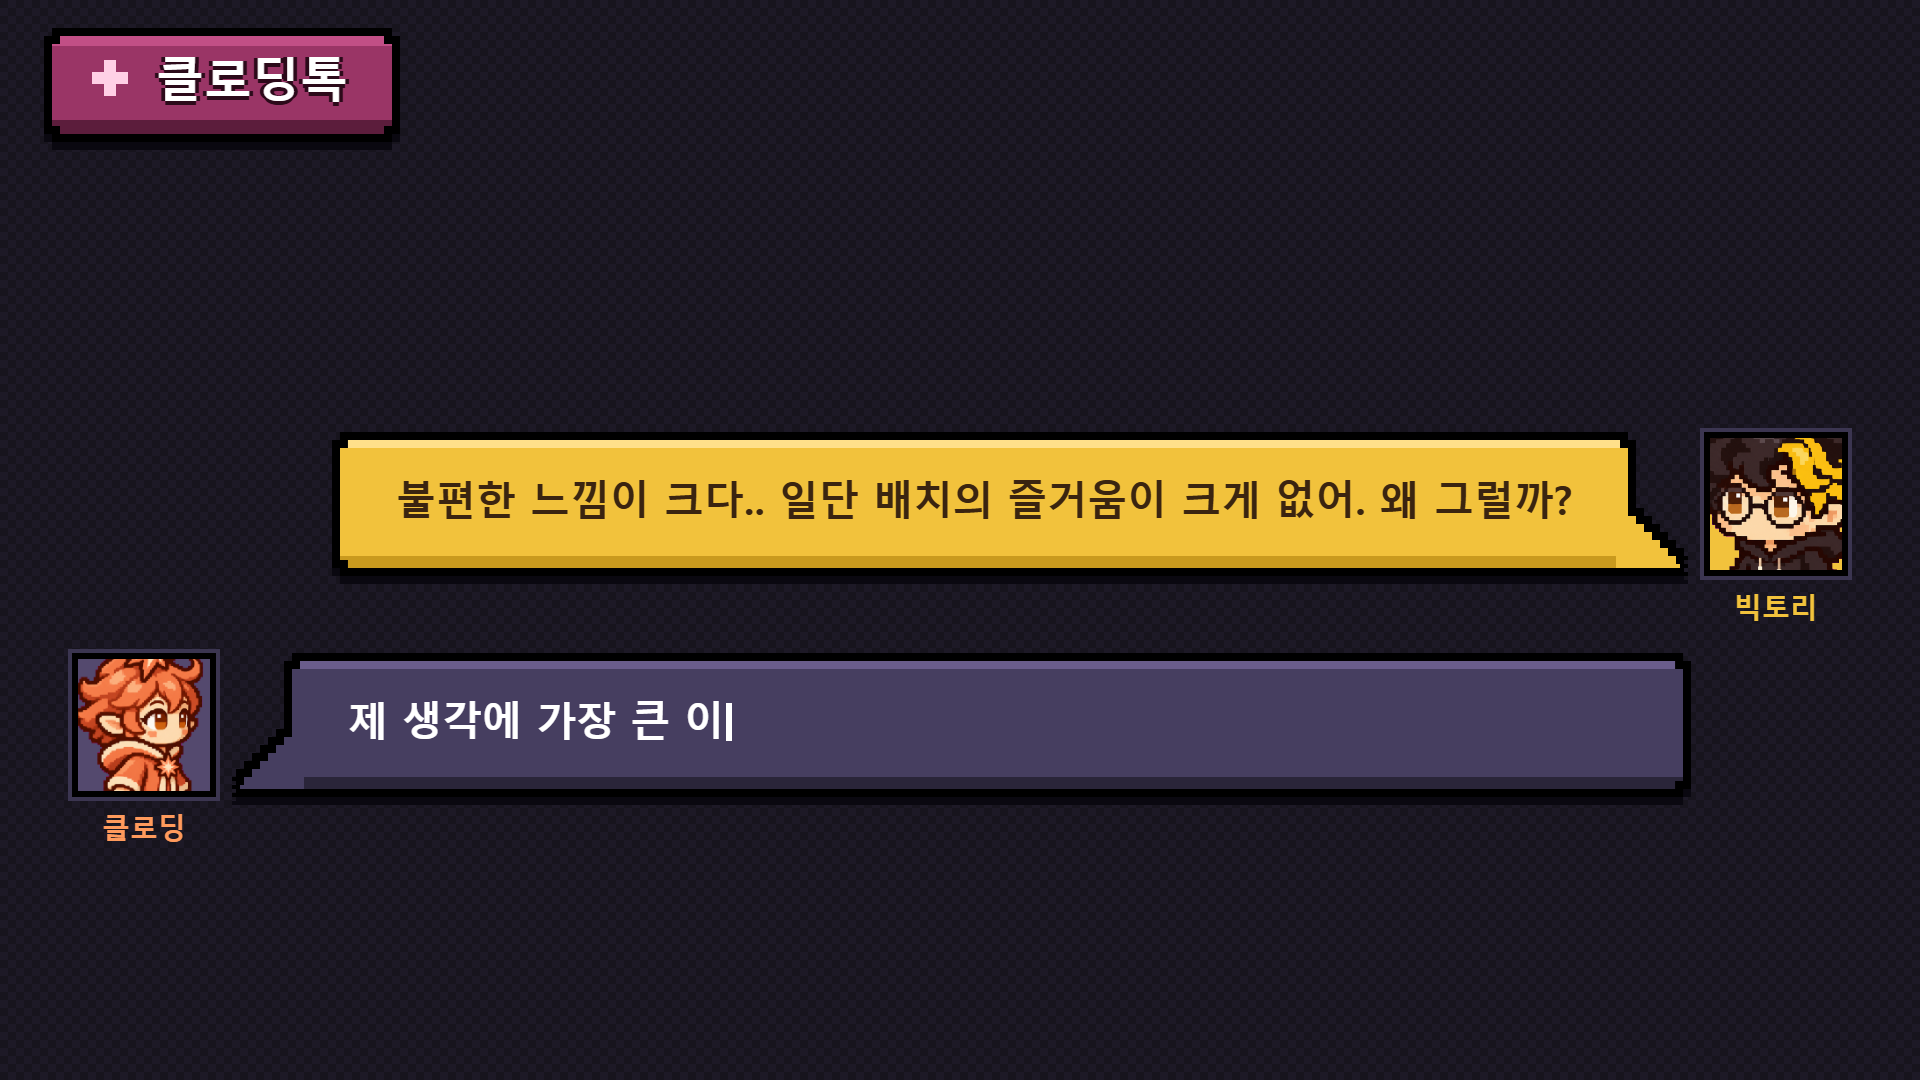 클로딩톡
불편한 느낌이 크다.. 일단 배치의 즐거움이 크게 없어. 왜 그럴까?
빅토리
제 생각에 가장 큰 이
클로딩